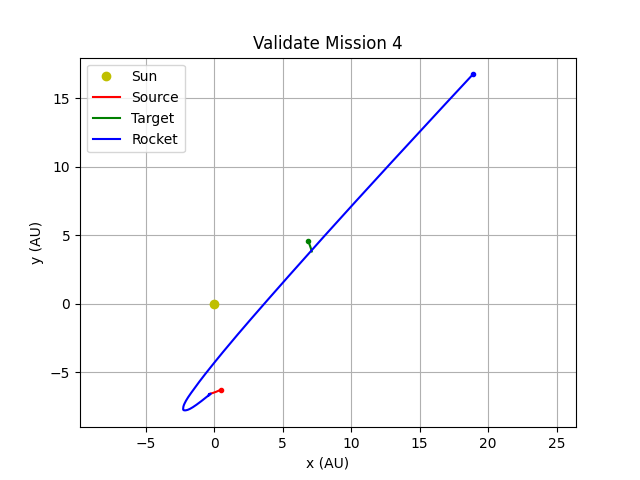 Validate Mission 4
Sun
Source
Target
Rocket
15
10
5
0
−5
y (AU)
−5
0
5
10
15
20
25
x (AU)